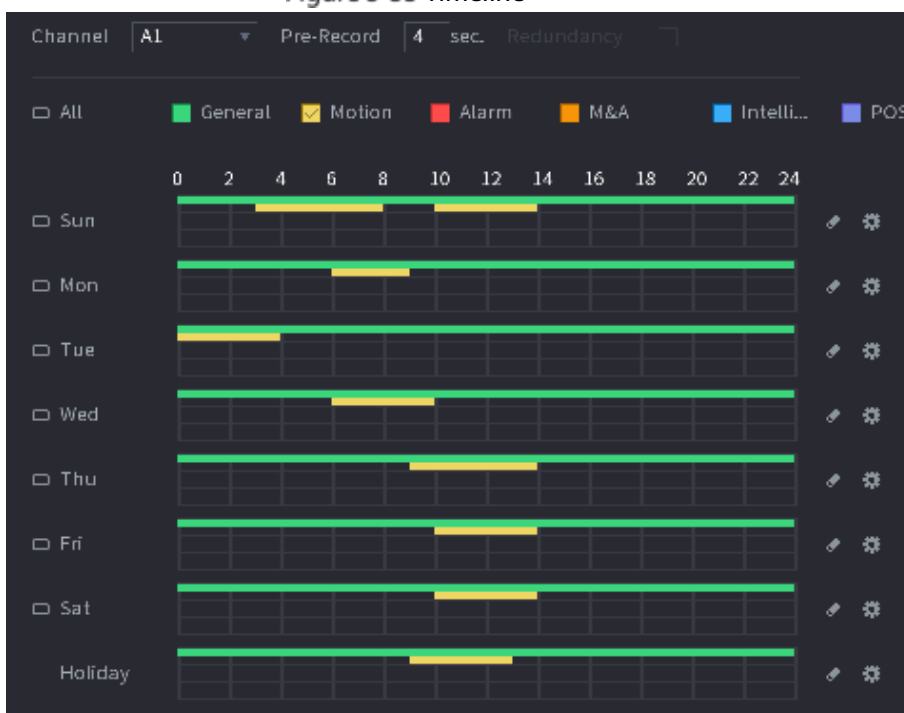 Timeline
Channel A1 Pre-Record 4 sec. Redundancy
All General Motion Alarm M&A Intelli... POS
0 2 4 6 8 10 12 14 16 18 20 22 24
Sun
Mon
Tue
Wed
Thu
Fri
Sat
Holiday